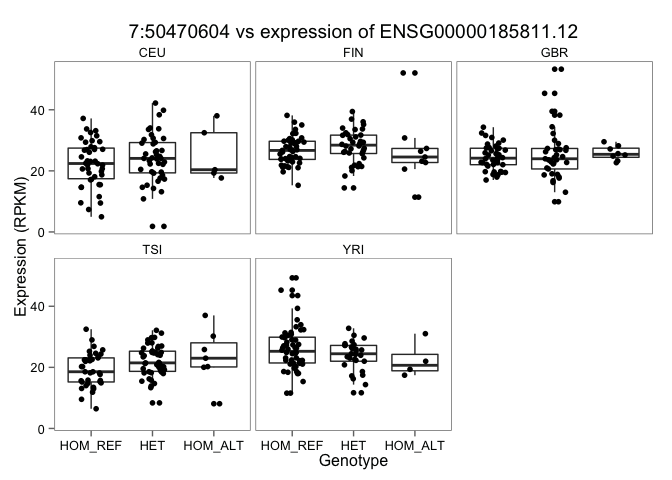 7:50470604 vs expression of ENSG00000185811.12
CEU FIN GBR
40
20
0
TSI YRI
40
20
0
Expression (RPKM)
HOM_REF HET HOM_ALT HOM_REF HET HOM_ALT
Genotype